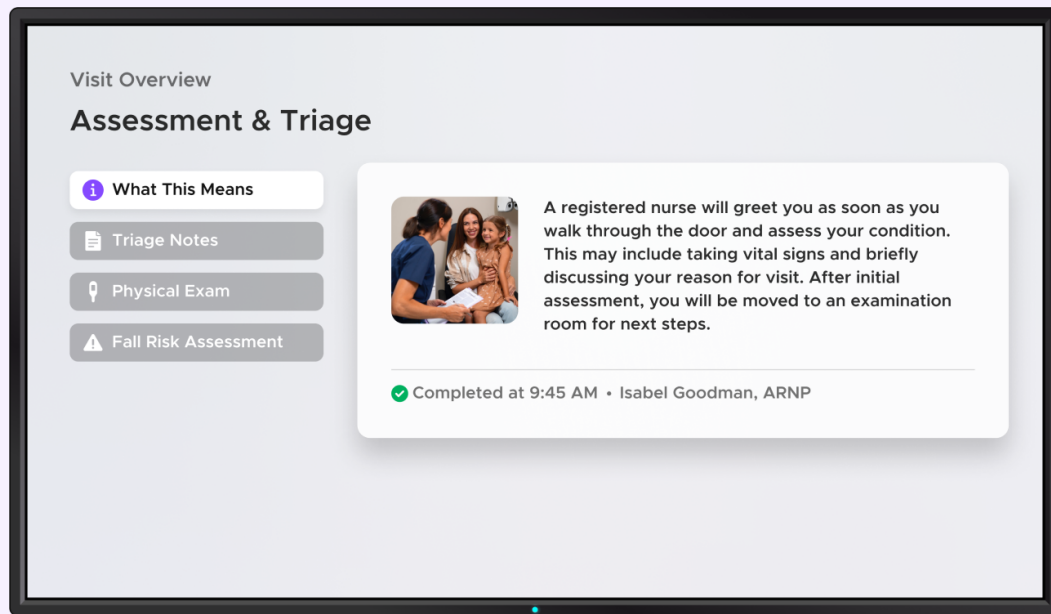 Visit Overview
Assessment & Triage
What This Means
Triage Notes
Physical Exam
Fall Risk Assessment
A registered nurse will greet you as soon as you
walk through the door and assess your condition.
This may include taking vital signs and briefly
discussing your reason for visit. After initial
assessment, you will be moved to an examination
room for next steps.
Completed at 9:45 AM • Isabel Goodman, ARNP